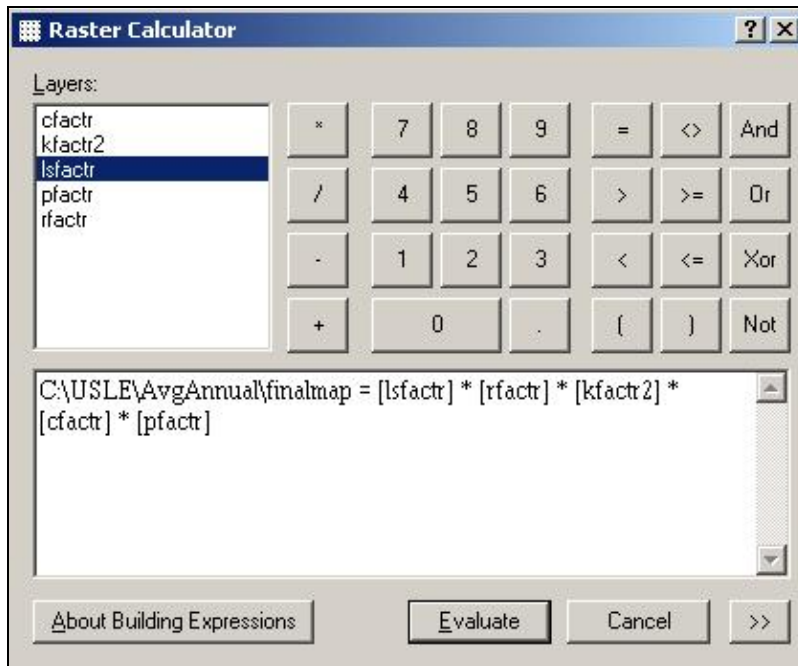 Raster Calculator
? ×
Layers:
cfactr
kfactr2
lsfactr
pfactr
rfactr
* 7 8 9 = <> And
/ 4 5 6 > >= Or
- 1 2 3 < <= Xor
+ 0 . ( ) Not
C:\USLE\AvgAnnual\finalmap = [lsfactr] * [rfactr] * [kfactr2] *
[cfactr] * [pfactr]
About Building Expressions Evaluate Cancel >>